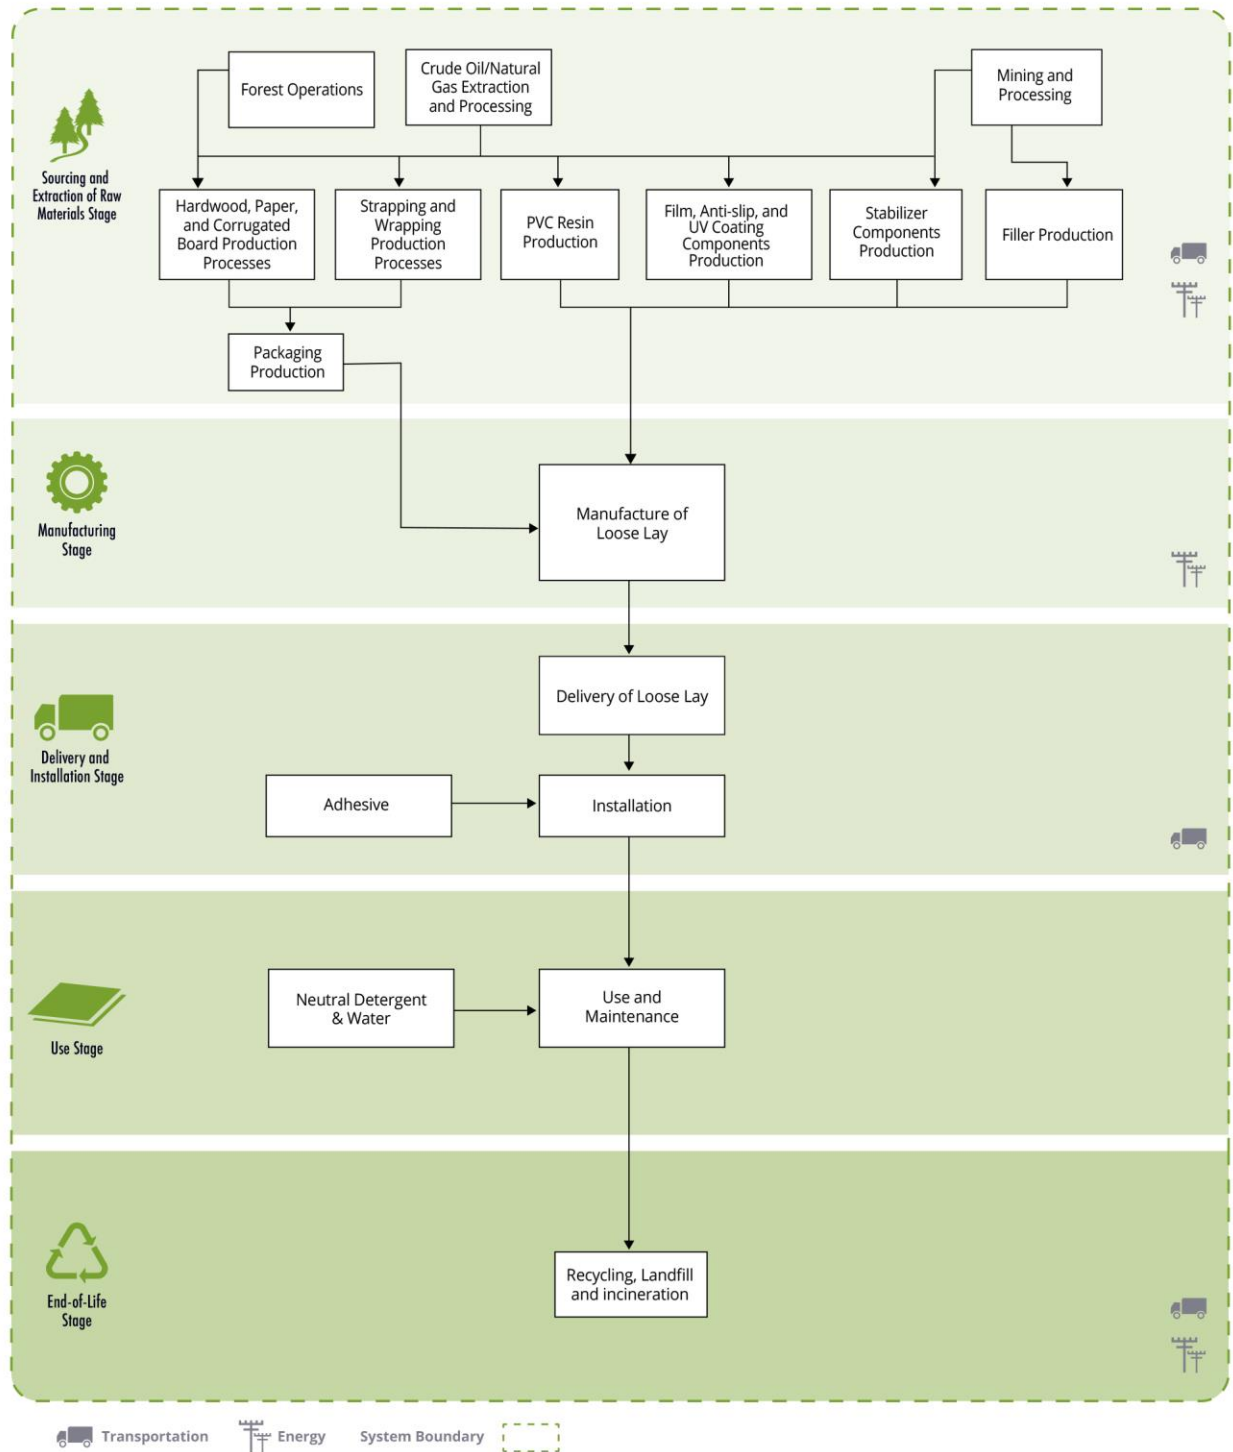 Forest Operations
Crude Oil/Natural
Gas Extraction
and Processing
Mining and
Processing
Sourcing and
Extraction of Raw
Materials Stage
Hardwood, Paper,
and Corrugated
Board Production
Processes
Strapping and
Wrapping
Production
Processes
PVC Resin
Production
Film, Anti-slip, and
UV Coating
Components
Production
Stabilizer
Components
Production
Filler Production
Packaging
Production
Manufacturing
Stage
Manufacture of
Loose Lay
Delivery and
Installation Stage
Delivery of Loose Lay
Adhesive
Installation
Use Stage
Neutral Detergent
& Water
Use and
Maintenance
End-of-Life
Stage
Recycling, Landfill
and incineration
Transportation
Energy
System Boundary